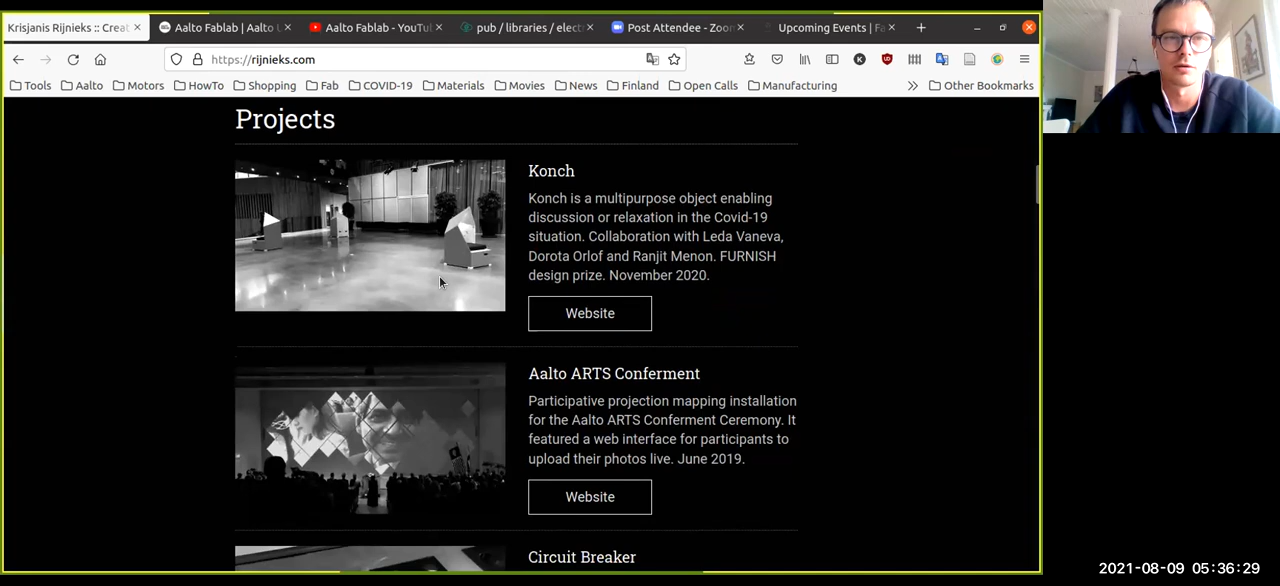 Krisjanis Rijnieks :: Creat
Aalto Fablab | Aalto U
Aalto Fablab - YouTu
pub / libraries / elect
Post Attendee - Zoom
Upcoming Events | Fa
https://rijnieks.com
Tools
Aalto
Motors
HowTo
Shopping
Fab
COVID-19
Materials
Movies
News
Finland
Open Calls
Manufacturing
Other Bookmarks
Projects
Konch
Konch is a multipurpose object enabling
discussion or relaxation in the Covid-19
situation. Collaboration with Leda Vaneva,
Dorota Orlof and Ranjit Menon. FURNISH
design prize. November 2020.
Website
Aalto ARTS Conferment
Participative projection mapping installation
for the Aalto ARTS Conferment Ceremony. It
featured a web interface for participants to
upload their photos live. June 2019.
Website
Circuit Breaker
2021-08-09 05:36:29